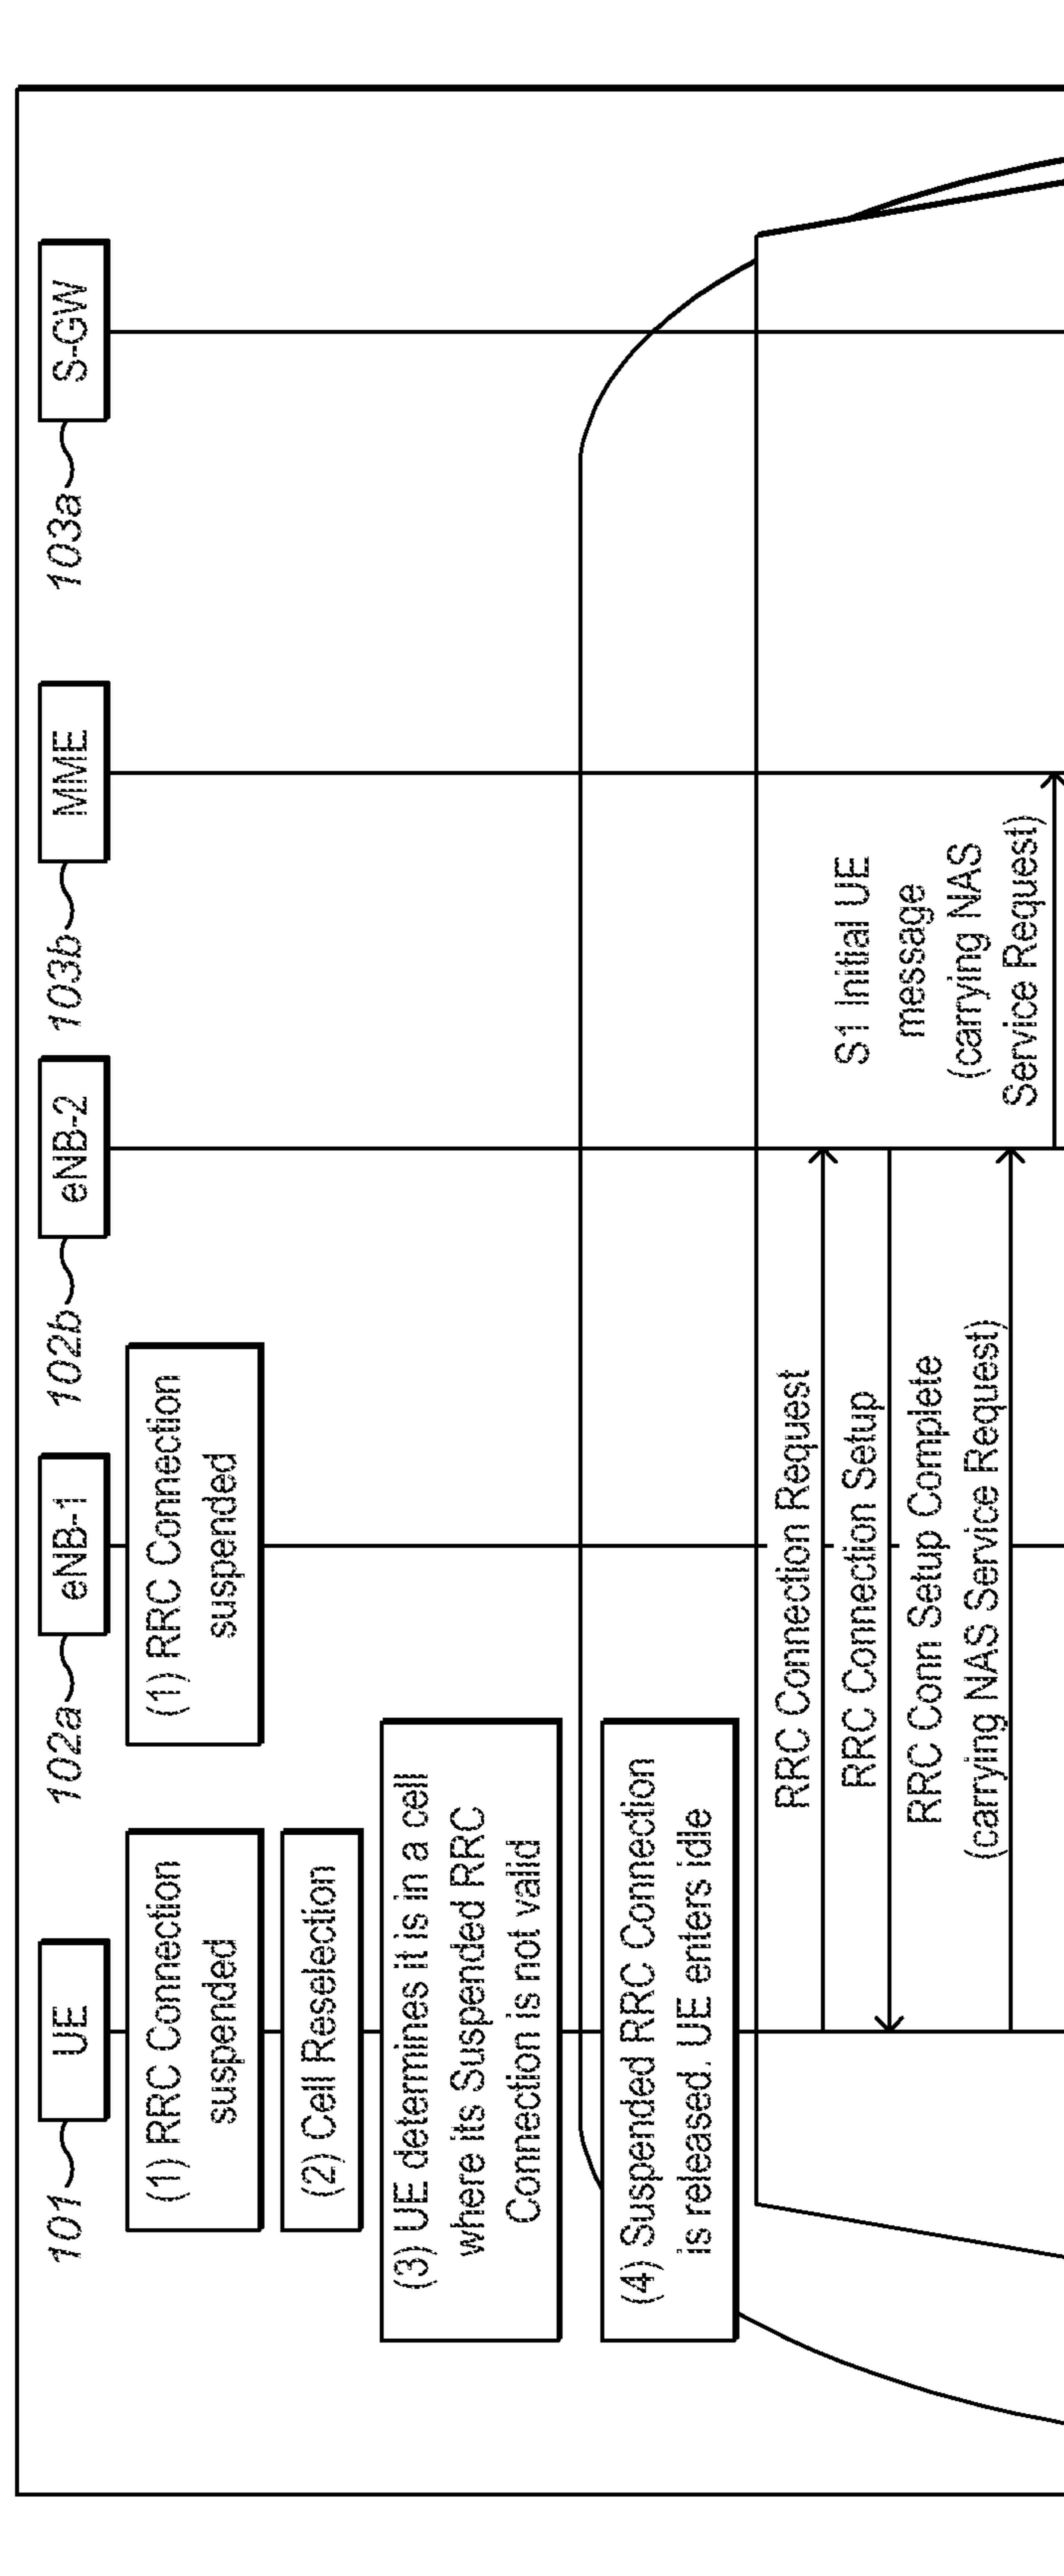 101
UE
102a
eNB-1
102b
eNB-2
103b
MME
103a
S-GW
(1) RRC Connection
suspended
(1) RRC Connection
suspended
(2) Cell Reselection
(3) UE determines it is in a cell
where its Suspended RRC
Connection is not valid
(4) Suspended RRC Connection
is released. UE enters idle
RRC Connection Request
RRC Connection Setup
RRC Conn Setup Complete
(carrying NAS Service Request)
S1 Initial UE
message
(carrying NAS
Service Request)